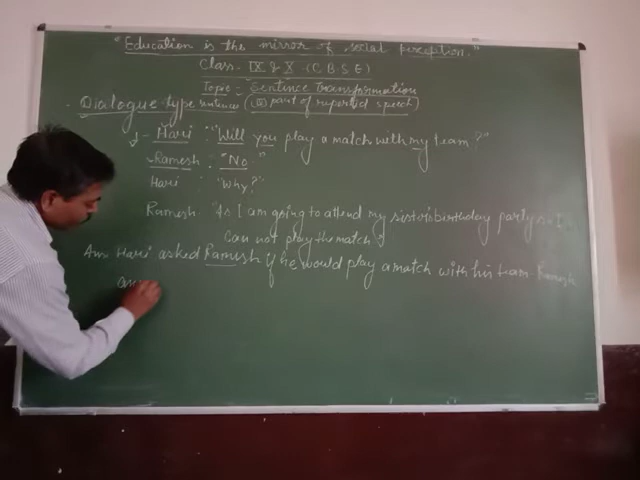 "Education is the mirror of social perception."
Class. IX & X (C.B.S.E)
Topic:- Sentence Transformation
Dialogue-type sentences (a part of reported speech)
1- Hari : "Will you play a match with my team?"
Ramesh : "No."
Hari : "Why?"
Ramesh. "As I am going to attend my sister's birthday party so I
can not play the match
Ans Hari asked Ramesh if he would play a match with his team. Ramesh
an